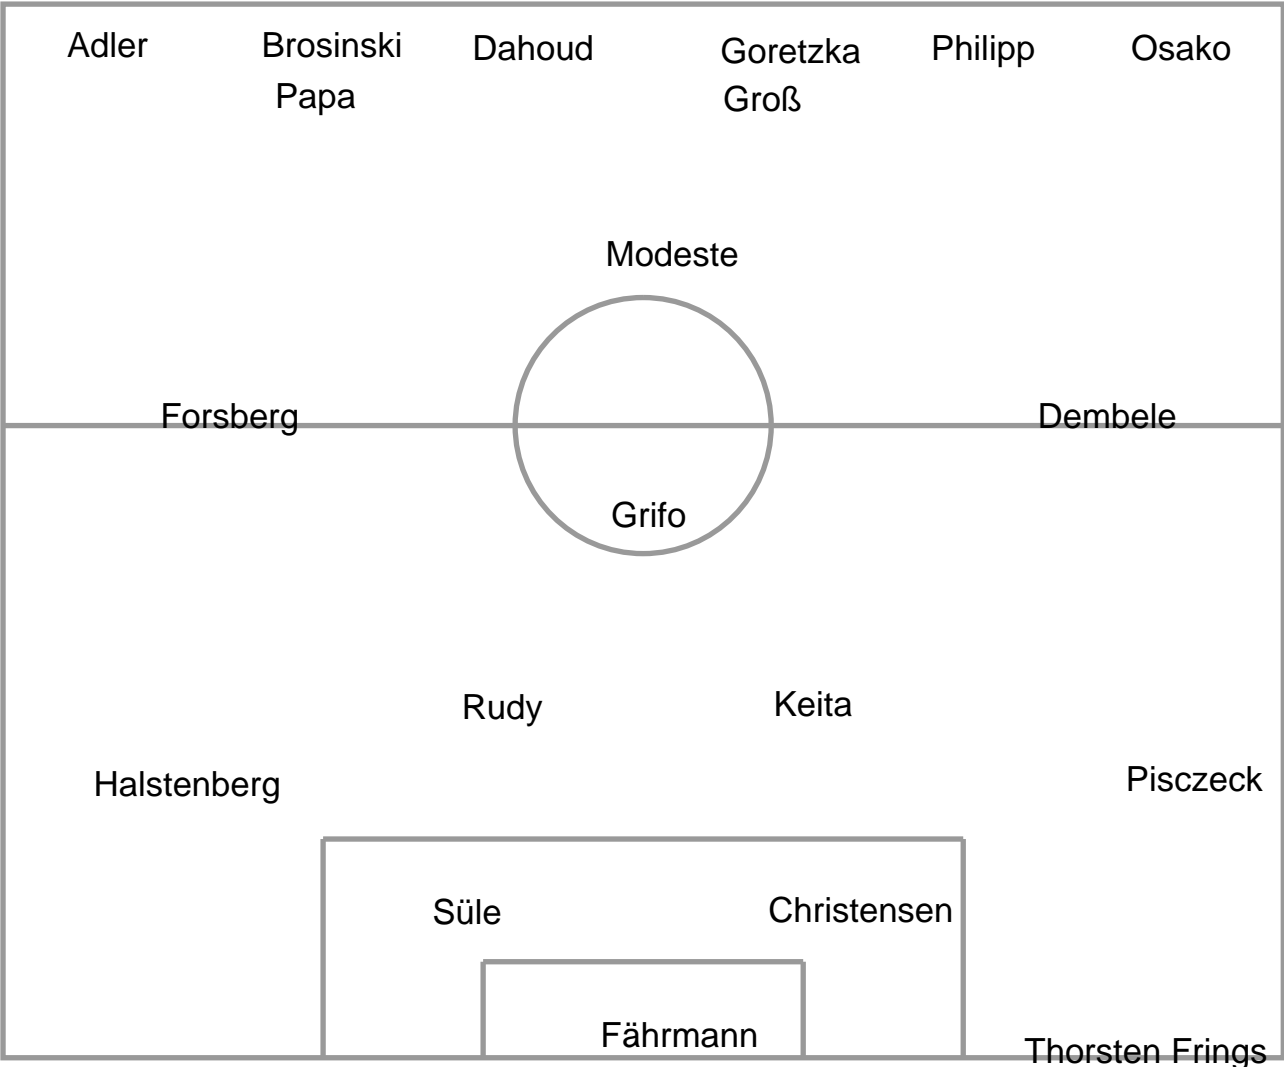 Adler Brosinski Dahoud Goretzka Philipp Osako
Papa Groß
Modeste
Forsberg Dembele
Grifo
Rudy Keita
Halstenberg Pisczeck
Süle Christensen
Fährmann
Thorsten Frings